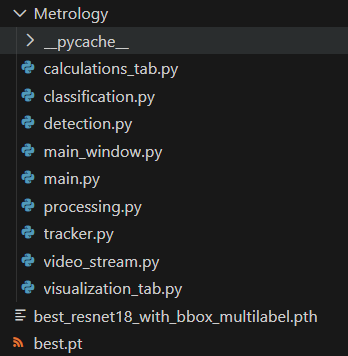 Metrology
__pycache__
calculations_tab.py
classification.py
detection.py
main_window.py
main.py
processing.py
tracker.py
video_stream.py
visualization_tab.py
best_resnet18_with_bbox_multilabel.pth
best.pt